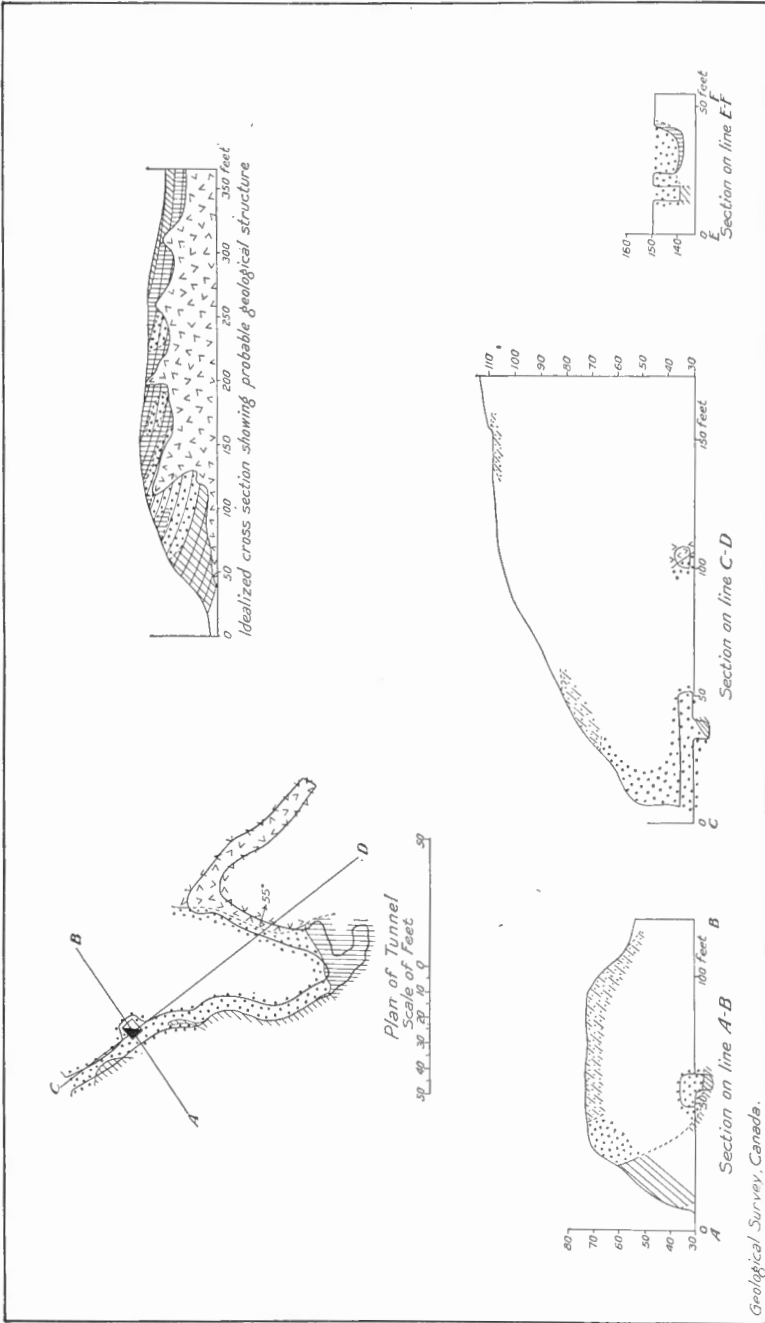 C
B
A
D
55°
Plan of Tunnel
Scale of Feet
50 40 30 20 10 0 50
0 50 100 150 200 250 300 350 feet
Idealized cross section showing probable geological structure
80
70
60
50
40
30
0 50 100 feet
A B
Section on line A-B
110
100
90
80
70
60
50
40
30
0 50 100 150 feet
C
Section on line C-D
160
150
140
0 50 feet
E F
Section on line E-F
Geological Survey, Canada.